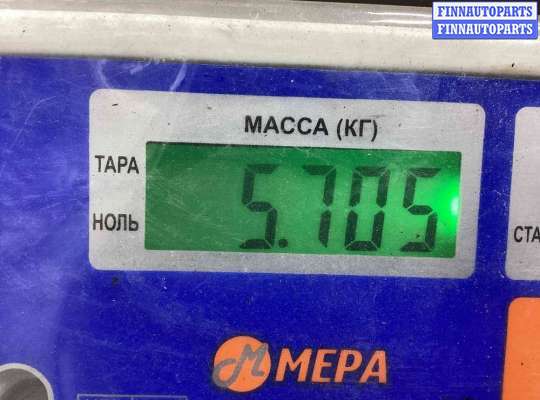 FINNAUTOPARTS
FINNAUTOPARTS
МАССА (КГ)
ТАРА
5.705
НОЛЬ
СТА
М МЕРА